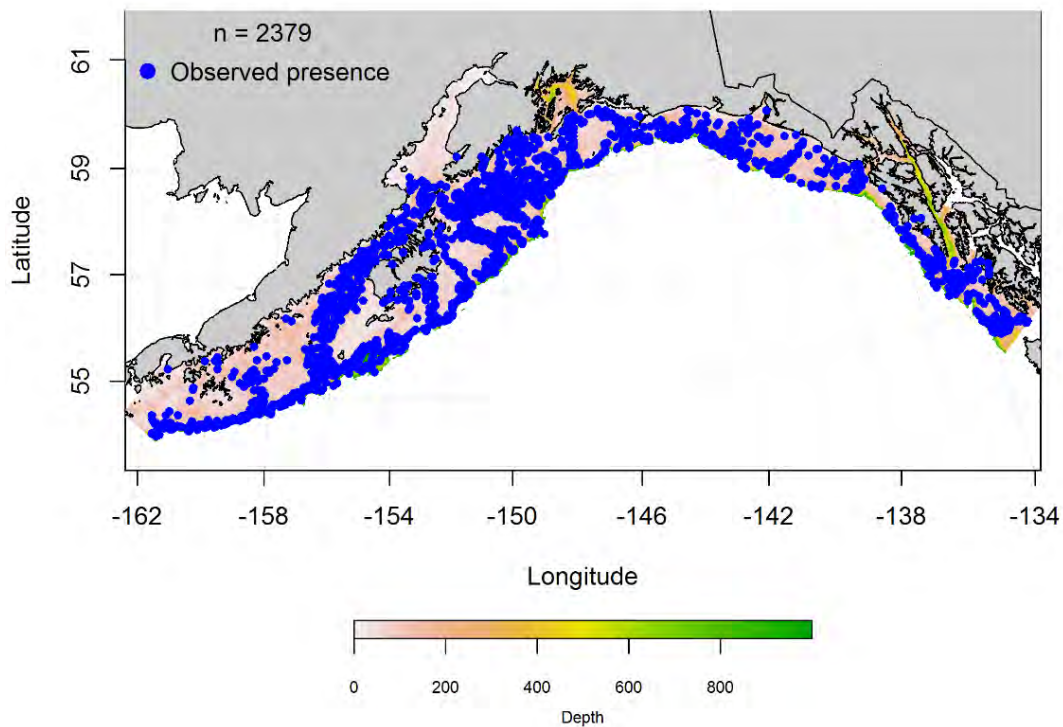 n = 2379
Observed presence
Latitude
61
59
57
55
-162 -158 -154 -150 -146 -142 -138 -134
Longitude
0 200 400 600 800
Depth